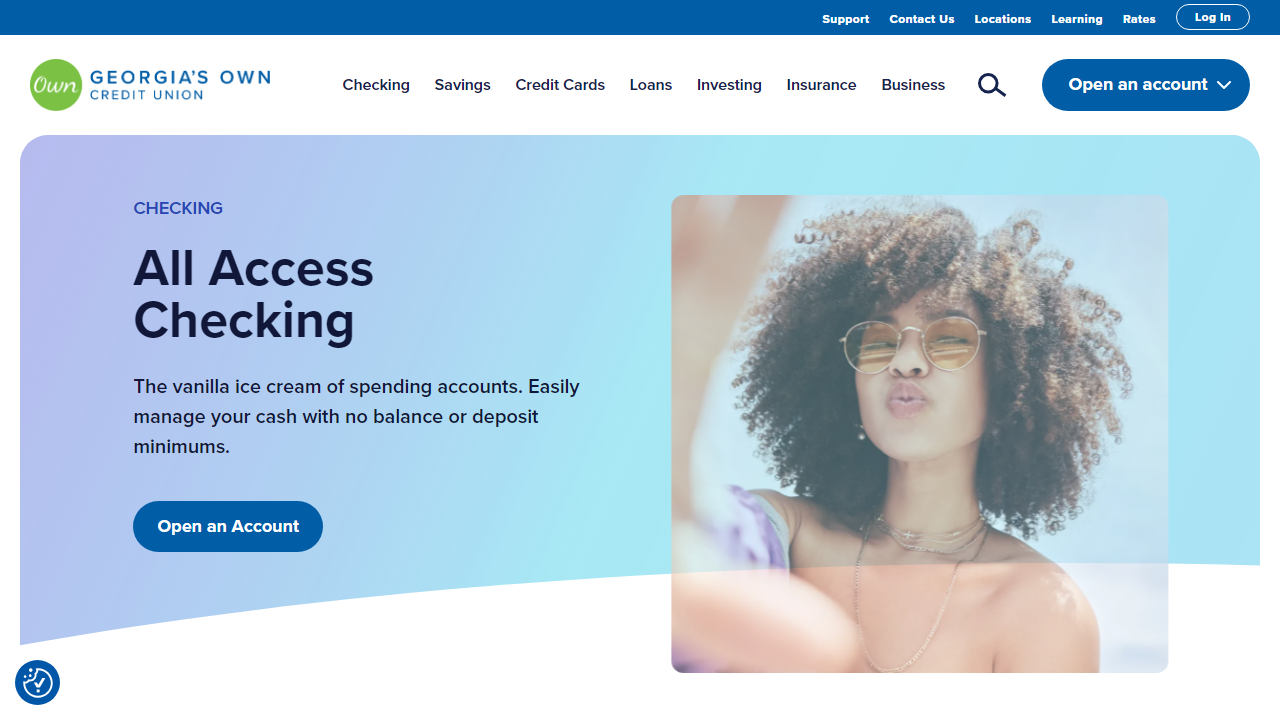 Support Contact Us Locations Learning Rates Log In
Own GEORGIA'S OWN
CREDIT UNION
Checking Savings Credit Cards Loans Investing Insurance Business Open an account
CHECKING
All Access
Checking
The vanilla ice cream of spending accounts. Easily
manage your cash with no balance or deposit
minimums.
Open an Account